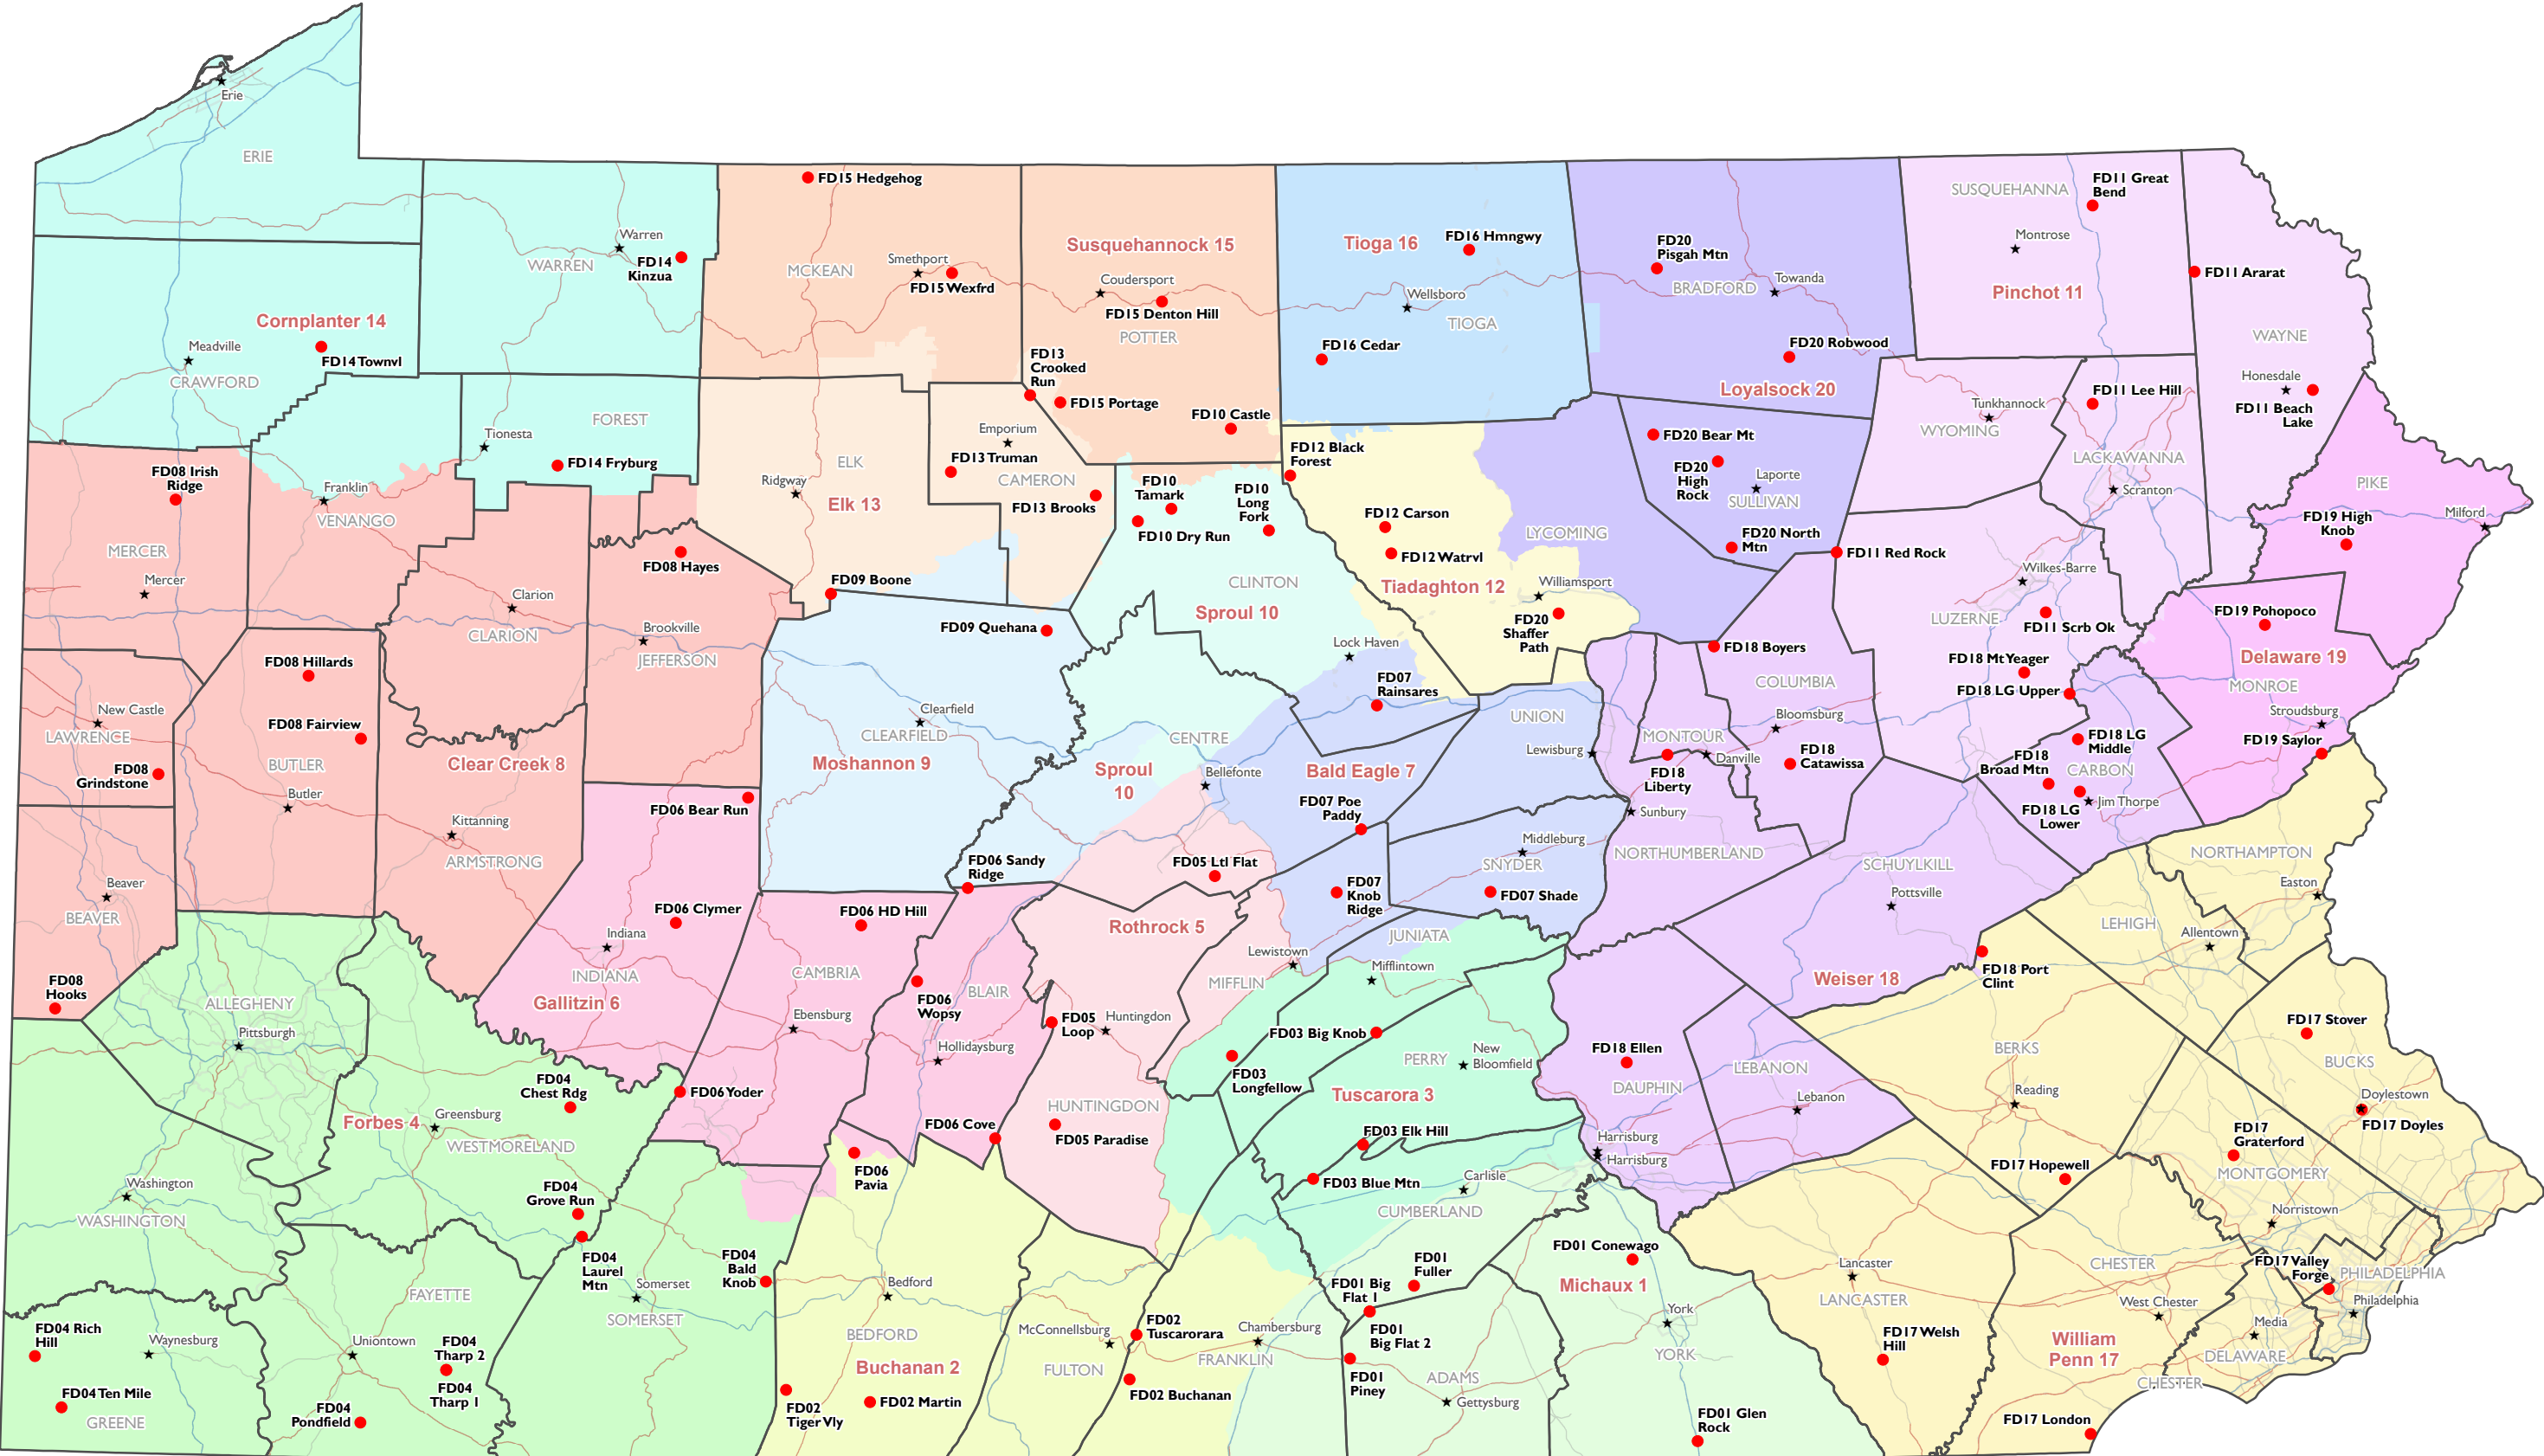 Erie
ERIE
FD15 Hedgehog
FD11 Great
Bend
SUSQUEHANNA
Warren
WARREN
FD14
Kinzua
MCKEAN
Smethport
FD15 Wexfrd
Susquehannock 15
Coudersport
FD15 Denton Hill
POTTER
Tioga 16
FD16 Hmngwy
Wellsboro
TIOGA
FD16 Cedar
FD20
Pisgah Mtn
BRADFORD
Towanda
FD20 Robwood
Loyalsock 20
Montrose
Pinchot 11
FD11 Ararat
WAYNE
Cornplanter 14
Meadville
FD14 Townvl
CRAWFORD
FD13
Crooked
Run
FD15 Portage
FD10 Castle
Honesdale
FD11 Beach
Lake
FD11 Lee Hill
Tunkhannock
WYOMING
LACKAWANNA
Scranton
FOREST
Tionesta
FD14 Fryburg
Emporium
FD13 Truman
CAMERON
FD13 Brooks
ELK
Ridgway
Elk 13
FD12 Black
Forest
FD20 Bear Mt
FD20
High
Rock
Laporte
SULLIVAN
FD20 North
Mtn
FD11 Red Rock
PIKE
Milford
FD19 High
Knob
FD08 Irish
Ridge
Franklin
VENANGO
MERCER
Mercer
FD08 Hayes
FD10
Tamark
FD10 Dry Run
FD10
Long
Fork
FD12 Carson
FD12 Watrvl
LYCOMING
Tiadaghton 12
Williamsport
FD20
Shaffer
Path
CLINTON
Sproul 10
Lock Haven
Wilkes-Barre
LUZERNE
FD11 Scrb Ok
FD19 Pohopoco
Delaware 19
MONROE
Stroudsburg
FD19 Saylor
Clarion
CLARION
Brookville
JEFFERSON
FD09 Boone
FD09 Quehana
FD18 Boyers
FD18 Mt Yeager
FD18 LG Upper
COLUMBIA
Bloomsburg
FD18
Catawissa
FD08 Hillards
FD08 Fairview
New Castle
LAWRENCE
FD08
Grindstone
BUTLER
Butler
Clear Creek 8
Clearfield
CLEARFIELD
Moshannon 9
CENTRE
Sproul
10
Bellefonte
FD07
Rainsares
Bald Eagle 7
UNION
Lewisburg
MONTOUR
Danville
FD18
Liberty
FD18 LG
Middle
FD18
Broad Mtn
CARBON
Jim Thorpe
FD18 LG
Lower
FD06 Bear Run
Kittanning
ARMSTRONG
Beaver
BEAVER
FD07 Poe
Paddy
Middleburg
SNYDER
Sunbury
NORTHUMBERLAND
SCHUYLKILL
Pottsville
NORTHAMPTON
Easton
FD06 Sandy
Ridge
FD05 Ltl Flat
FD07
Knob
Ridge
FD07 Shade
FD06 Clymer
FD06 HD Hill
Rothrock 5
JUNIATA
LEHIGH
Allentown
Indiana
INDIANA
Gallitzin 6
CAMBRIA
Ebensburg
FD06
Wopsy
BLAIR
Lewistown
MIFFLIN
Mifflintown
Weiser 18
FD18 Port
Clint
FD08
Hooks
ALLEGHENY
Pittsburgh
Hollidaysburg
FD05
Loop
Huntingdon
FD03 Big Knob
FD03
Longfellow
PERRY
New
Bloomfield
FD18 Ellen
DAUPHIN
LEBANON
Lebanon
BERKS
Reading
FD17 Stover
BUCKS
Doylestown
FD17 Doyles
FD04
Chest Rdg
FD06 Yoder
Forbes 4
Greensburg
WESTMORELAND
HUNTINGDON
FD06 Cove
FD05 Paradise
Tuscarora 3
FD03 Elk Hill
FD03 Blue Mtn
Carlisle
CUMBERLAND
Harrisburg
Harrisburg
FD17
Graterford
FD17 Hopewell
MONTGOMERY
Norristown
Washington
WASHINGTON
FD04
Grove Run
FD06
Pavia
FD04
Laurel
Mtn
Somerset
SOMERSET
FD04
Bald
Knob
Bedford
BEDFORD
FD01 Conewago
FD01
Fuller
FD01 Big
Flat 1
FD01
Big Flat 2
Michaux 1
York
YORK
Lancaster
LANCASTER
CHESTER
FD17 Valley
Forge
PHILADELPHIA
Philadelphia
FAYETTE
FD04 Rich
Hill
Waynesburg
Uniontown
FD04
Tharp 2
FD04
Tharp 1
FD04 Ten Mile
GREENE
FD04
Pondfield
McConnellsburg
FULTON
FD02
Tuscarorara
Chambersburg
FRANKLIN
FD02 Buchanan
Buchanan 2
FD02
Tiger Vly
FD02 Martin
FD01
Piney
ADAMS
Gettysburg
FD01 Glen
Rock
FD17 Welsh
Hill
West Chester
Media
DELAWARE
CHESTER
William
Penn 17
FD17 London